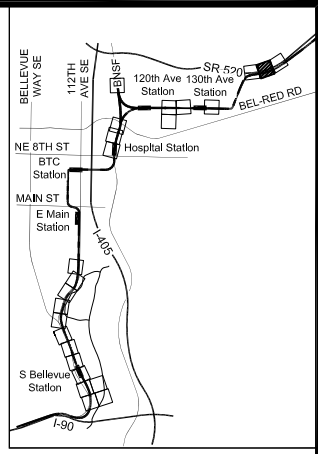 BELLEVUE
WAY SE
112TH
AVE SE
BNSF
SR 520
120th Ave
Station
130th Ave
Station
BEL-RED RD
NE 8TH ST
Hospital Station
BTC
Station
MAIN ST
E Main
Station
I-405
S Bellevue
Station
I-90